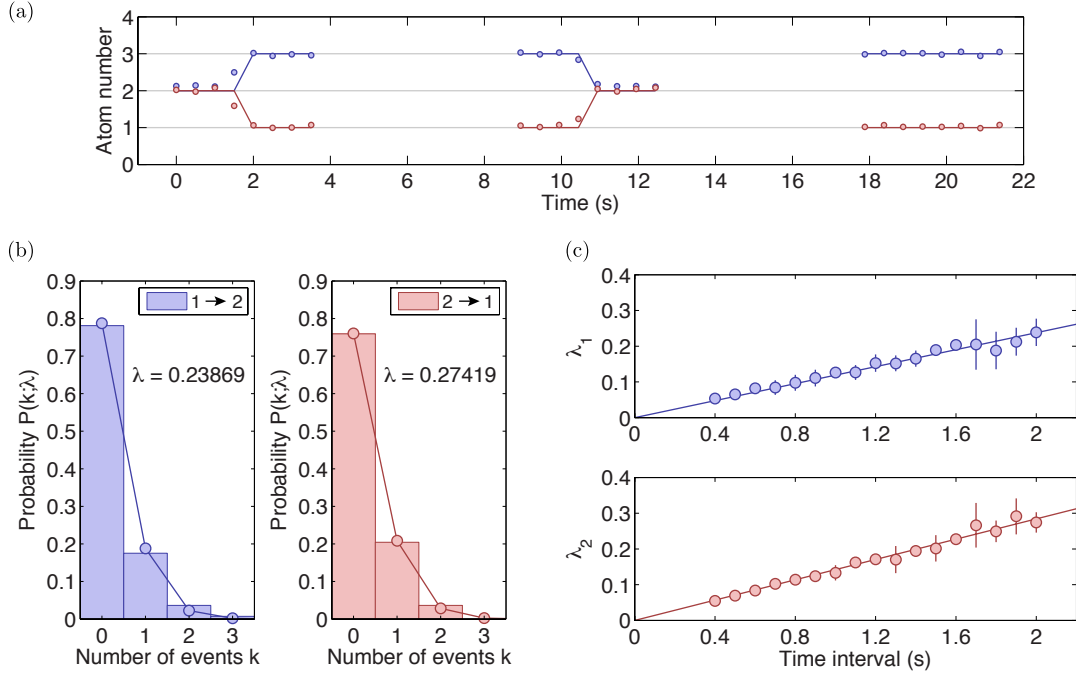 (a)
Atom number
4
3
2
1
0
0 2 4 6 8 10 12 14 16 18 20 22
Time (s)
(b)
Probability P(k;λ)
0.9
0.8
0.7
0.6
0.5
0.4
0.3
0.2
0.1
0
1 → 2
λ = 0.23869
0 1 2 3
Number of events k
Probability P(k;λ)
0.9
0.8
0.7
0.6
0.5
0.4
0.3
0.2
0.1
0
2 → 1
λ = 0.27419
0 1 2 3
Number of events k
(c)
λ1
0.4
0.3
0.2
0.1
0
0 0.4 0.8 1.2 1.6 2
λ2
0.4
0.3
0.2
0.1
0
0 0.4 0.8 1.2 1.6 2
Time interval (s)